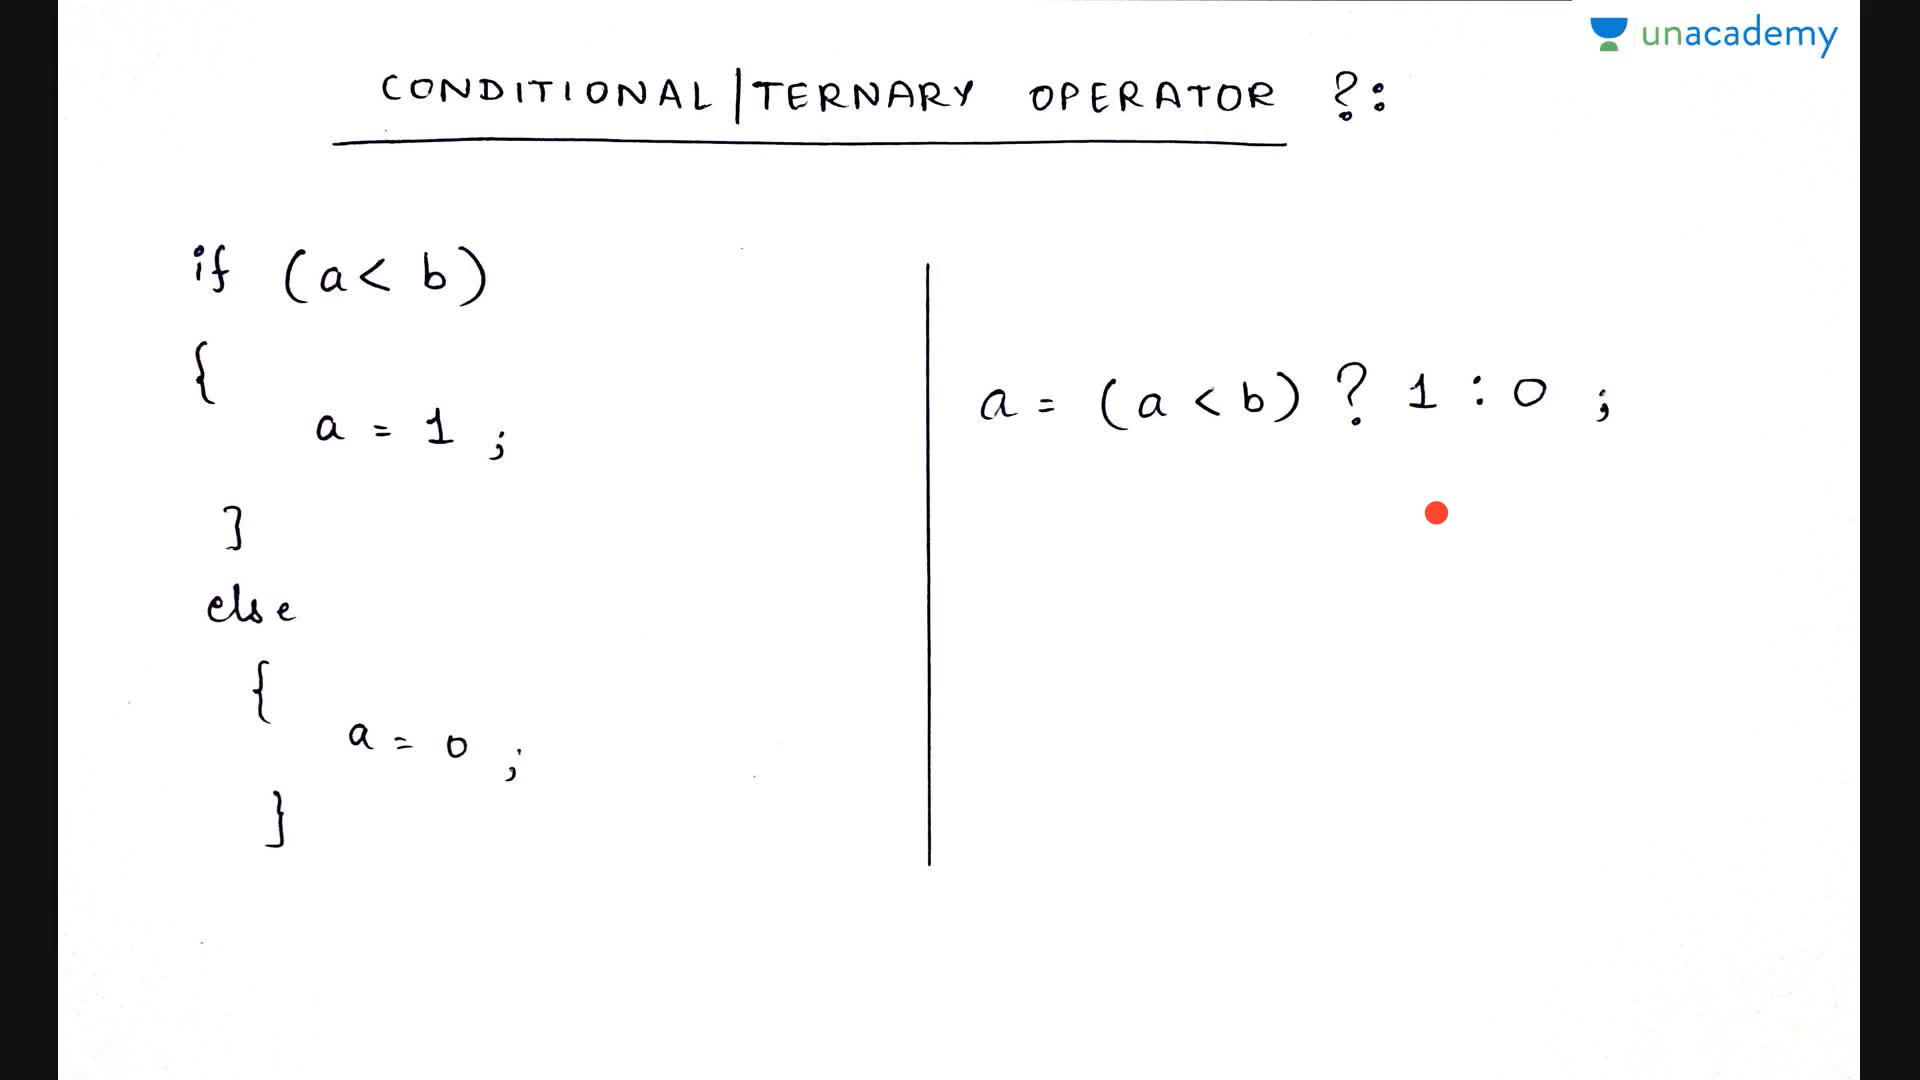 unacademy
CONDITIONAL|TERNARY OPERATOR ?:
if (a< b)
{
a = 1 ;
}
else
{
a = 0 ;
}
a = (a < b) ? 1 : 0 ;